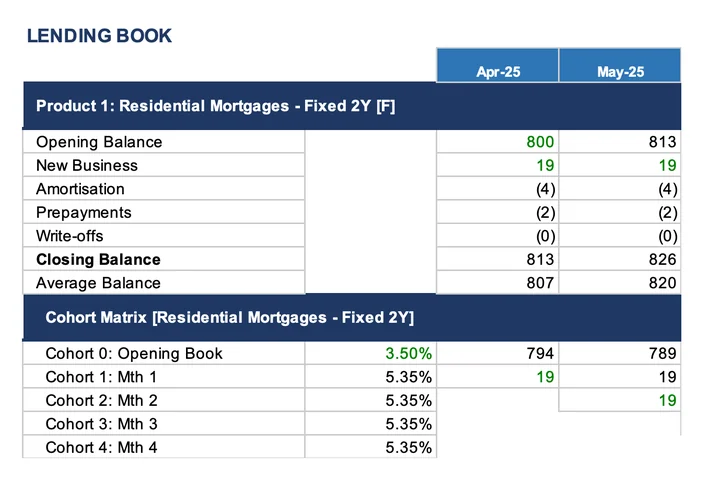 LENDING BOOK
Apr-25 May-25
Product 1: Residential Mortgages - Fixed 2Y [F]
Opening Balance 800 813
New Business 19 19
Amortisation (4) (4)
Prepayments (2) (2)
Write-offs (0) (0)
Closing Balance 813 826
Average Balance 807 820
Cohort Matrix [Residential Mortgages - Fixed 2Y]
Cohort 0: Opening Book 3.50% 794 789
Cohort 1: Mth 1 5.35% 19 19
Cohort 2: Mth 2 5.35% 19
Cohort 3: Mth 3 5.35%
Cohort 4: Mth 4 5.35%